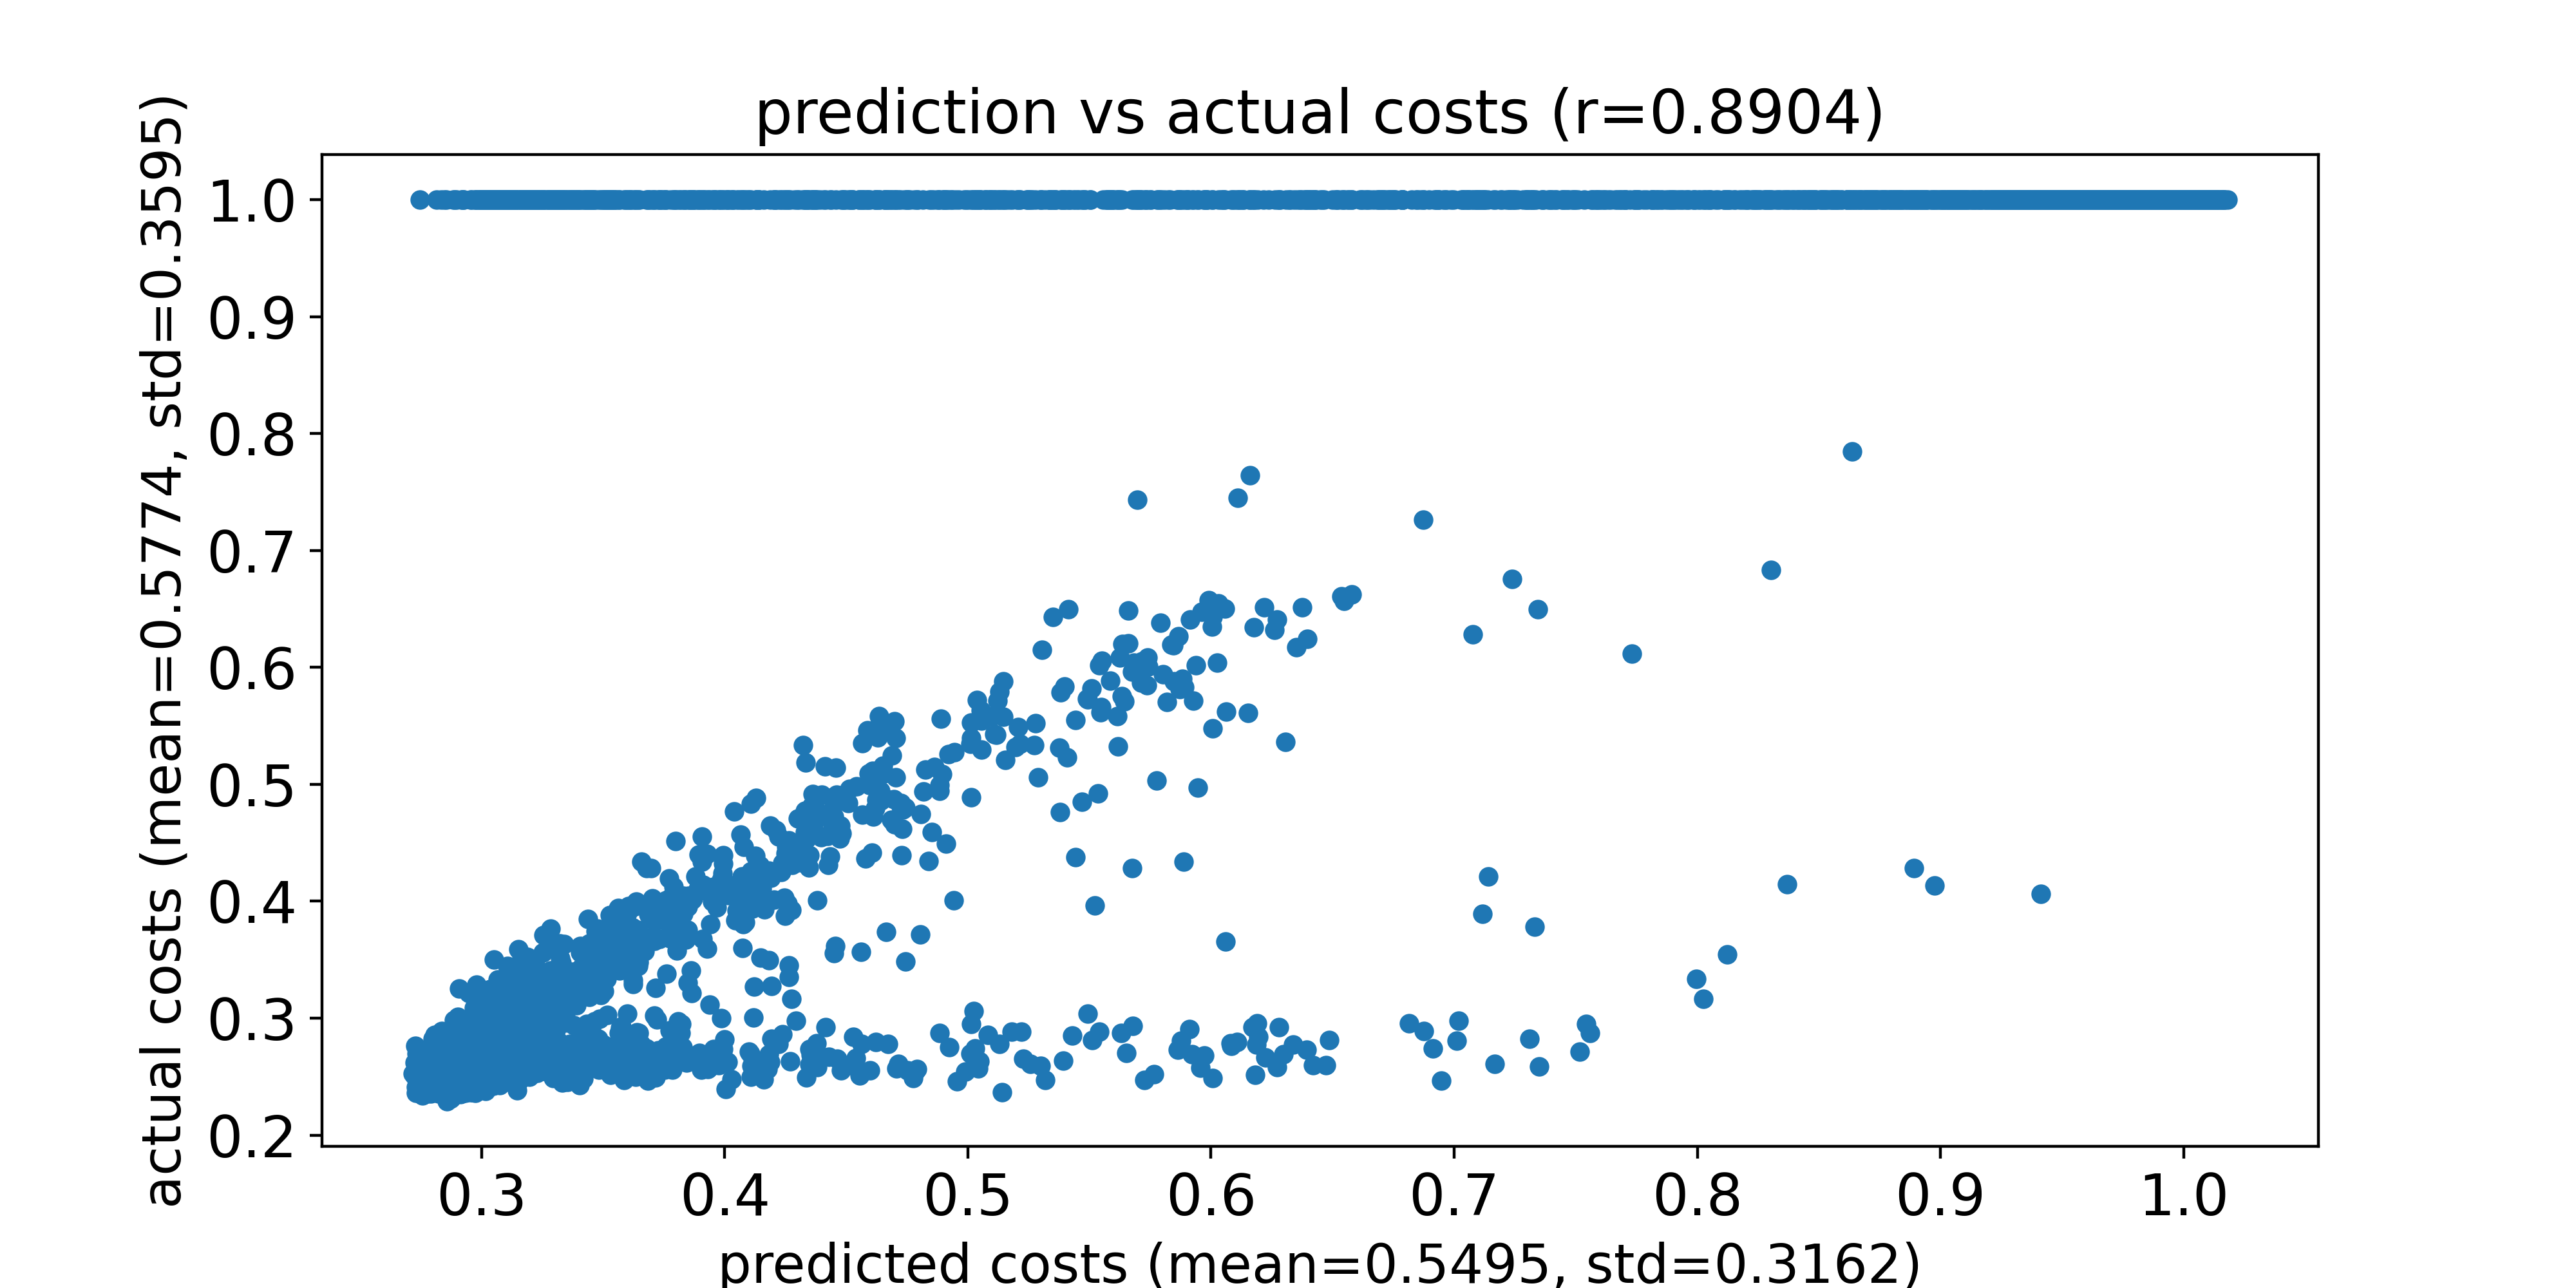 prediction vs actual costs (r=0.8904)
actual costs (mean=0.5774, std=0.3595)
1.0
0.9
0.8
0.7
0.6
0.5
0.4
0.3
0.2
0.3 0.4 0.5 0.6 0.7 0.8 0.9 1.0
predicted costs (mean=0.5495, std=0.3162)